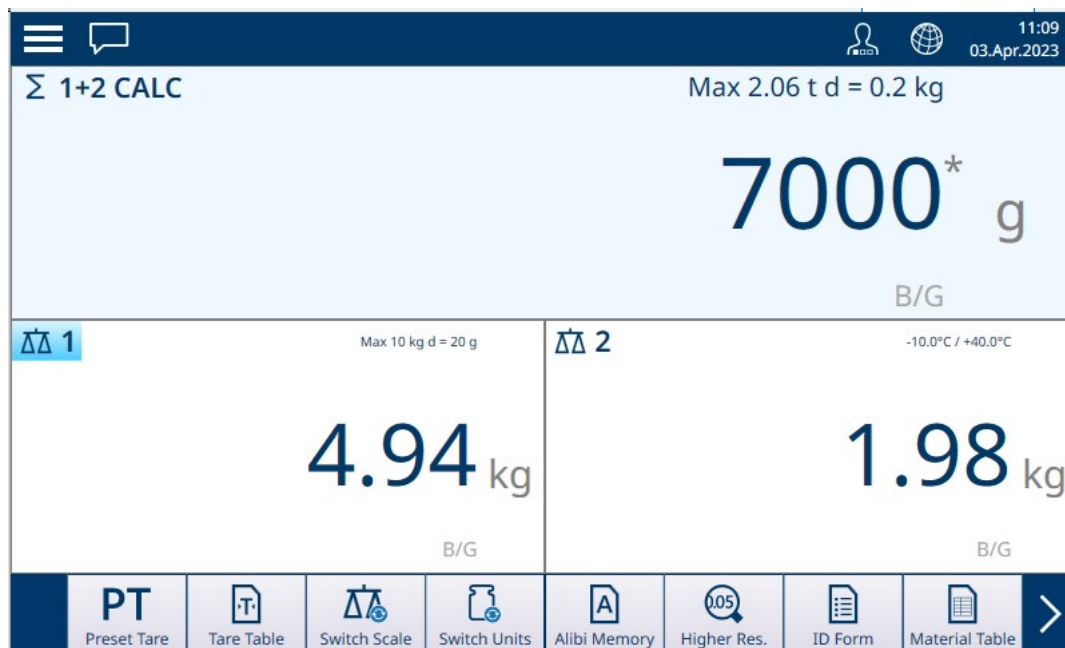 11:09
03.Apr.2023
Σ 1+2 CALC
Max 2.06 t d = 0.2 kg
7000* g
B/G
1
Max 10 kg d = 20 g
4.94 kg
B/G
2
-10.0°C / +40.0°C
1.98 kg
B/G
PT
Preset Tare
T
Tare Table
Switch Scale
Switch Units
A
Alibi Memory
0.05
Higher Res.
ID Form
Material Table